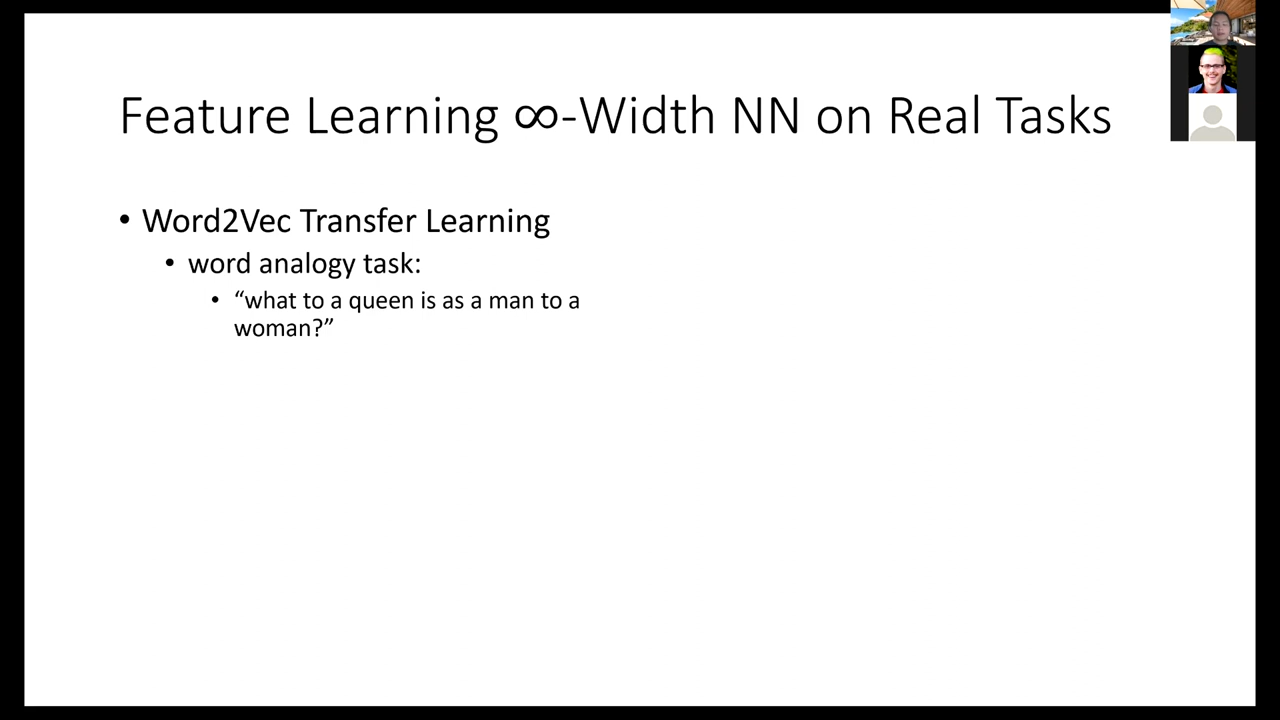 Feature Learning ∞-Width NN on Real Tasks
• Word2Vec Transfer Learning
• word analogy task:
• “what to a queen is as a man to a
woman?”